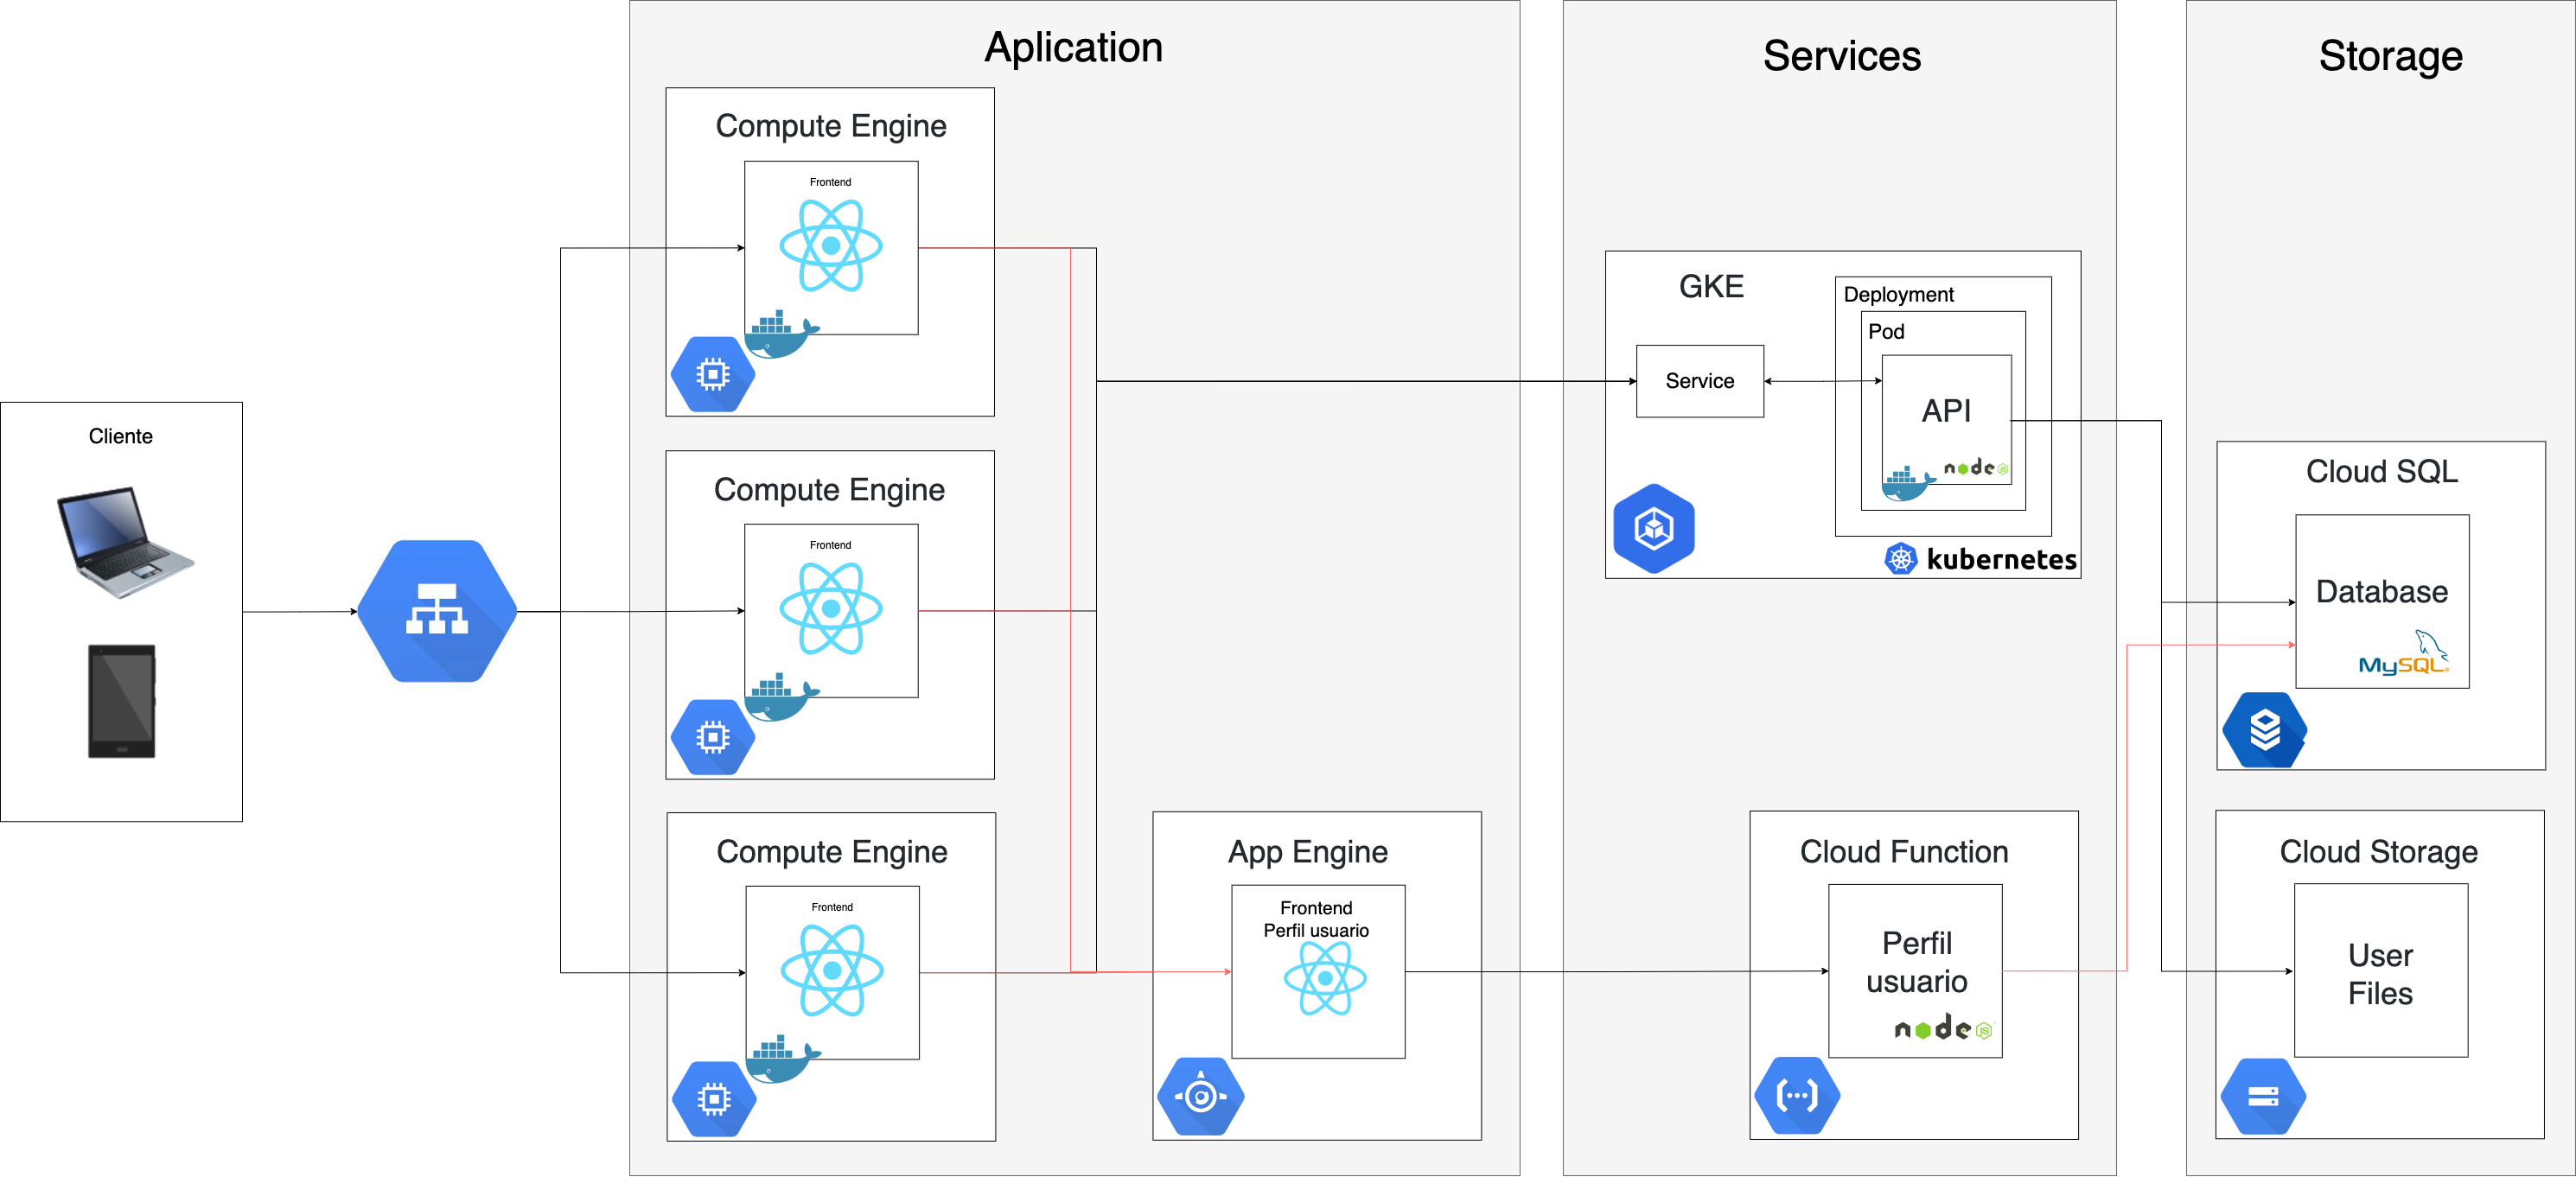 Aplication
Services
Storage
Cliente
Compute Engine
Frontend
Compute Engine
Frontend
Compute Engine
Frontend
App Engine
Frontend
Perfil usuario
GKE
Service
Deployment
Pod
API
node js
kubernetes
Cloud Function
Perfil
usuario
node js
Cloud SQL
Database
MySQL
Cloud Storage
User
Files